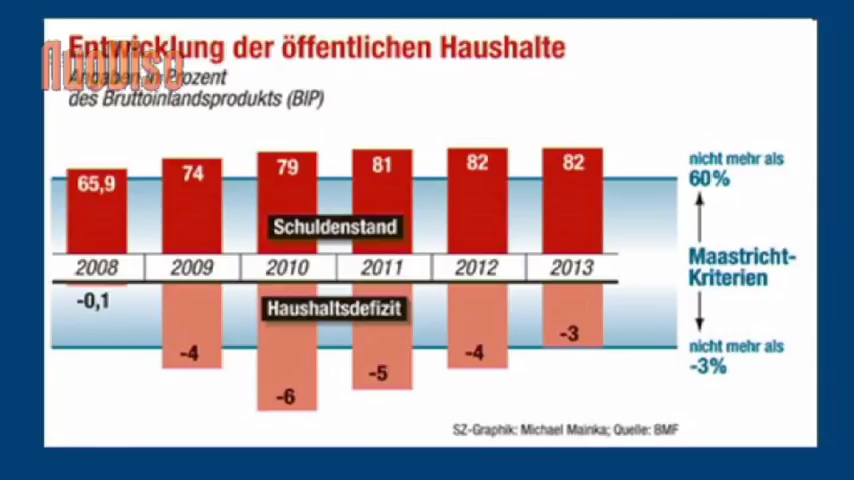 Entwicklung der öffentlichen Haushalte
NuoViso
Angaben in Prozent
des Bruttoinlandsprodukts (BIP)
65,9 74 79 81 82 82
nicht mehr als
60%
Schuldenstand
2008 2009 2010 2011 2012 2013
Maastricht-
Kriterien
-0,1
Haushaltsdefizit
-4 -6 -5 -4 -3
nicht mehr als
-3%
SZ-Graphik: Michael Mainka; Quelle: BMF